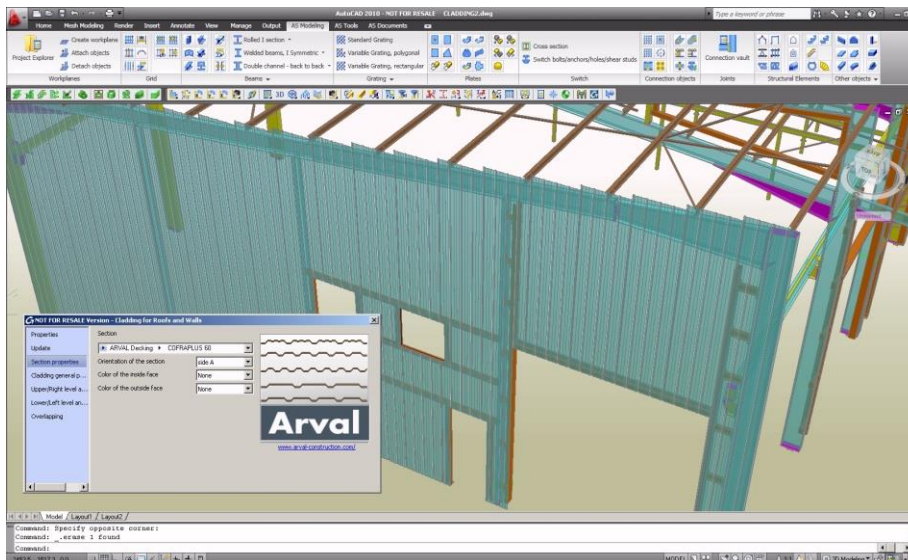 AutoCAD 2010 - NOT FOR RESALE CLADDING2.dwg
Type a keyword or phrase
Home Mesh Modeling Render Insert Annotate View Manage Output AS Modeling AS Tools AS Documents
Project Explorer
Create workplane
Attach objects
Detach objects
Rolled I section
Welded beams, I Symmetric
Double channel - back to back
Standard Grating
Variable Grating, polygonal
Variable Grating, rectangular
Cross section
Switch bolts/anchors/holes/shear studs
Connection vault
Workplanes Grid Beams Grating Plates Switch Connection objects Joints Structural Elements Other objects
3D
TOP
NOT FOR RESALE Version - Cladding for Roofs and Walls
Properties
Update
Section properties
Cladding general p...
Upper/Right level a...
Lower/Left level an...
Overlapping
Section
ARVAL Decking COFRAPLUS 60
Orientation of the section side A
Color of the inside face None
Color of the outside face None
Arval
www.arval-construction.com/
Model Layout1 Layout2
Command: Specify opposite corner:
Command: _.erase 1 found
Command:
MODEL
1:1
3D Modeling